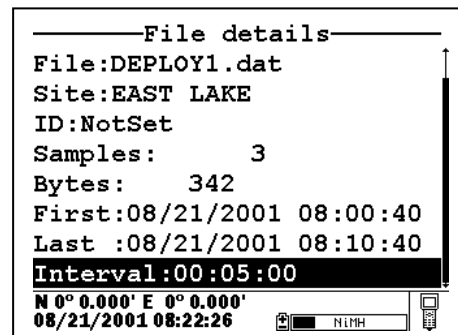 File details
File:DEPLOY1.dat
Site:EAST LAKE
ID:NotSet
Samples: 3
Bytes: 342
First:08/21/2001 08:00:40
Last :08/21/2001 08:10:40
Interval:00:05:00
N 0° 0.000' E 0° 0.000'
08/21/2001 08:22:26 NiMH